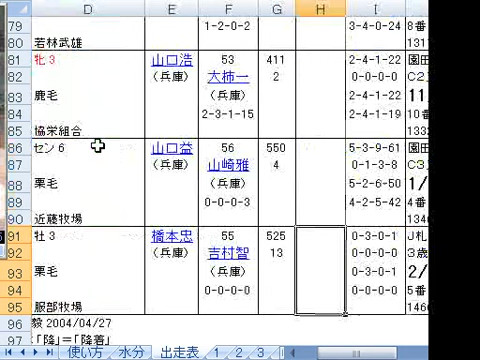 D E F G H I
79 1-2-0-2 3-4-0-24 8番
80 若林武雄 131
81 牝3 山口浩 53 411 2-4-1-22 園田
82 (兵庫) 大柿一 2 0-0-0-0 C2
83 鹿毛 (兵庫) 2-4-1-22 11
84 2-3-1-15 2-4-1-19 10番
85 協栄組合 133
86 セン6 山口益 56 550 5-3-9-61 園田
87 (兵庫) 山崎雅 4 0-1-3-8 C3
88 栗毛 (兵庫) 5-2-6-50 1/
89 0-0-0-3 4-2-5-42 4番
90 近藤牧場 134
91 牡3 橋本忠 55 525 0-3-0-1 J札
92 (兵庫) 吉村智 13 0-0-0-0 3歳
93 栗毛 (兵庫) 0-3-0-1 2/
94 0-0-0-0 0-0-0-0 5番
95 服部牧場 146
96 毅 2004/04/27
97 :「降」=「降着」
使い方 水分 出走表 1 2 3